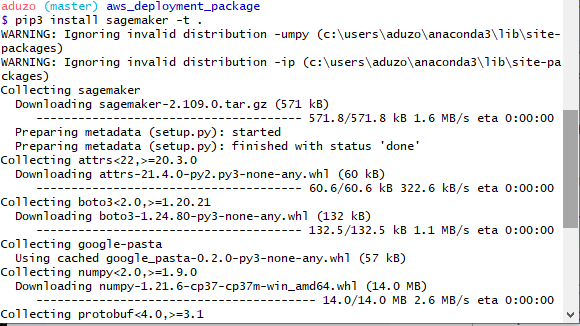 aduzo (master) aws_deployment_package
$ pip3 install sagemaker -t .
WARNING: Ignoring invalid distribution -umpy (c:\users\aduzo\anaconda3\lib\site-
packages)
WARNING: Ignoring invalid distribution -ip (c:\users\aduzo\anaconda3\lib\site-pa
ckages)
Collecting sagemaker
  Downloading sagemaker-2.109.0.tar.gz (571 kB)
     -------------------------------------- 571.8/571.8 kB 1.6 MB/s eta 0:00:00
  Preparing metadata (setup.py): started
  Preparing metadata (setup.py): finished with status 'done'
Collecting attrs<22,>=20.3.0
  Downloading attrs-21.4.0-py2.py3-none-any.whl (60 kB)
     -------------------------------------- 60.6/60.6 kB 322.6 kB/s eta 0:00:00
Collecting boto3<2.0,>=1.20.21
  Downloading boto3-1.24.80-py3-none-any.whl (132 kB)
     -------------------------------------- 132.5/132.5 kB 1.1 MB/s eta 0:00:00
Collecting google-pasta
  Using cached google_pasta-0.2.0-py3-none-any.whl (57 kB)
Collecting numpy<2.0,>=1.9.0
  Downloading numpy-1.21.6-cp37-cp37m-win_amd64.whl (14.0 MB)
     ---------------------------------------- 14.0/14.0 MB 2.6 MB/s eta 0:00:00
Collecting protobuf<4.0,>=3.1